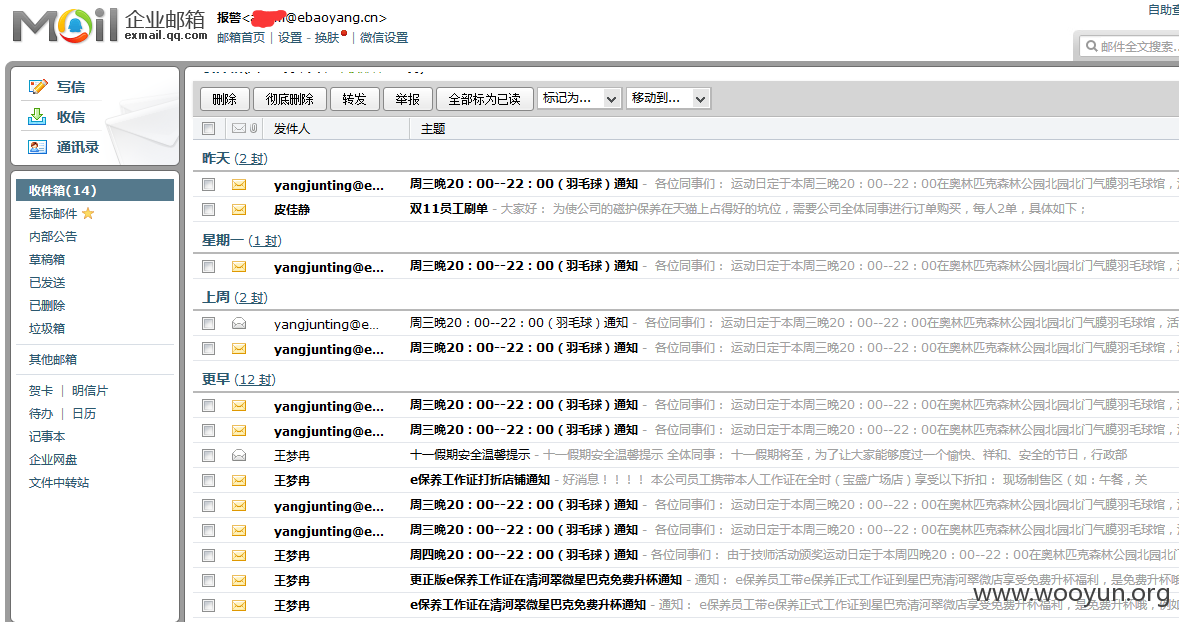 Mail 企业邮箱 exmail.qq.com
报警< @ebaoyang.cn>
自助查
邮箱首页 | 设置 - 换肤 | 微信设置
邮件全文搜索...
写信
收信
通讯录
收件箱(14)
星标邮件
内部公告
草稿箱
已发送
已删除
垃圾箱
其他邮箱
贺卡 | 明信片
待办 | 日历
记事本
企业网盘
文件中转站
删除 彻底删除 转发 举报 全部标为已读 标记为... 移动到...
发件人 主题
昨天 (2 封)
yangjunting@e... 周三晚20：00--22：00（羽毛球）通知 - 各位同事们： 运动日定于本周三晚20：00--22：00在奥林匹克森林公园北园北门气膜羽毛球馆，
皮佳静 双11员工刷单 - 大家好： 为使公司的磁护保养在天猫上占得好的坑位，需要公司全体同事进行订单购买，每人2单，具体如下；
星期一 (1 封)
yangjunting@e... 周三晚20：00--22：00（羽毛球）通知 - 各位同事们： 运动日定于本周三晚20：00--22：00在奥林匹克森林公园北园北门气膜羽毛球馆，
上周 (2 封)
yangjunting@e... 周三晚20：00--22：00（羽毛球）通知 - 各位同事们： 运动日定于本周三晚20：00--22：00在奥林匹克森林公园北园北门气膜羽毛球馆，活
yangjunting@e... 周三晚20：00--22：00（羽毛球）通知 - 各位同事们： 运动日定于本周三晚20：00--22：00在奥林匹克森林公园北园北门气膜羽毛球馆，
更早 (12 封)
yangjunting@e... 周三晚20：00--22：00（羽毛球）通知 - 各位同事们： 运动日定于本周三晚20：00--22：00在奥林匹克森林公园北园北门气膜羽毛球馆，
yangjunting@e... 周三晚20：00--22：00（羽毛球）通知 - 各位同事们： 运动日定于本周三晚20：00--22：00在奥林匹克森林公园北园北门气膜羽毛球馆，
王梦冉 十一假期安全温馨提示 - 十一假期安全温馨提示 全体同事： 十一假期将至，为了让大家能够度过一个愉快、祥和、安全的节日，行政部
王梦冉 e保养工作证打折店铺通知 - 好消息！！！！ 本公司员工携带本人工作证在全时（宝盛广场店）享受以下折扣： 现场制售区（如：午餐，关
yangjunting@e... 周三晚20：00--22：00（羽毛球）通知 - 各位同事们： 运动日定于本周三晚20：00--22：00在奥林匹克森林公园北园北门气膜羽毛球馆，
yangjunting@e... 周三晚20：00--22：00（羽毛球）通知 - 各位同事们： 运动日定于本周三晚20：00--22：00在奥林匹克森林公园北园北门气膜羽毛球馆，
王梦冉 周四晚20：00--22：00（羽毛球）通知 - 各位同事们： 由于技师活动颁奖运动日定于本周四晚20：00--22：00在奥林匹克森林公园北园北门
王梦冉 更正版e保养工作证在清河翠微星巴克免费升杯通知 - 通知： e保养员工带e保养正式工作证到星巴克清河翠微店享受免费升杯福利，是免费升杯哦
王梦冉 e保养工作证在清河翠微星巴克免费升杯通知 - 通知： e保养员工带e保养正式工作证到星巴克清河翠微店享受免费升杯福利，是免费升杯哦，例如
www.wooyun.org